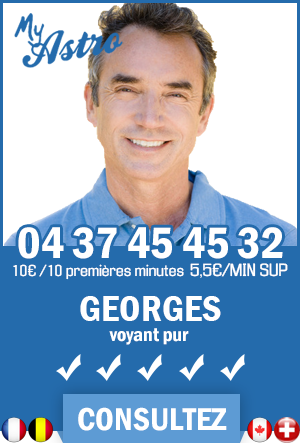 My
Astro
04 37 45 45 32
10€ /10 premières minutes 5,5€/MIN SUP
GEORGES
voyant pur
CONSULTEZ